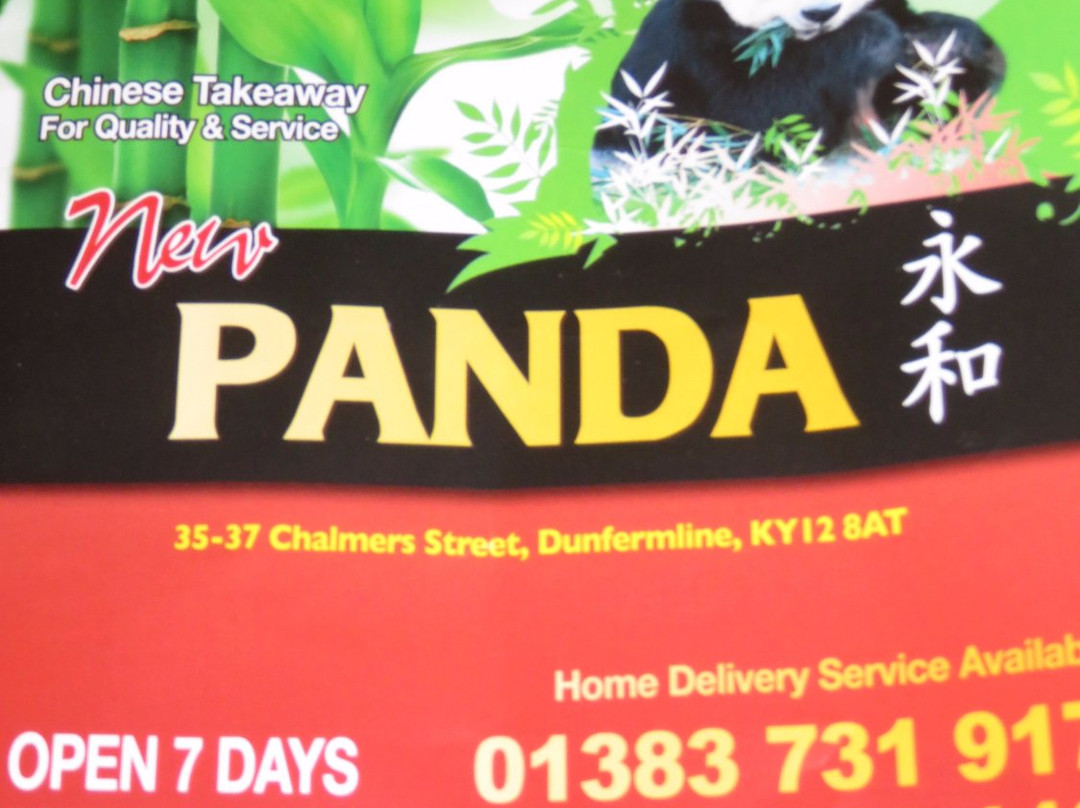 Chinese Takeaway
For Quality & Service
New
PANDA
永和
35-37 Chalmers Street, Dunfermline, KY12 8AT
Home Delivery Service
OPEN 7 DAYS
01383 731 917